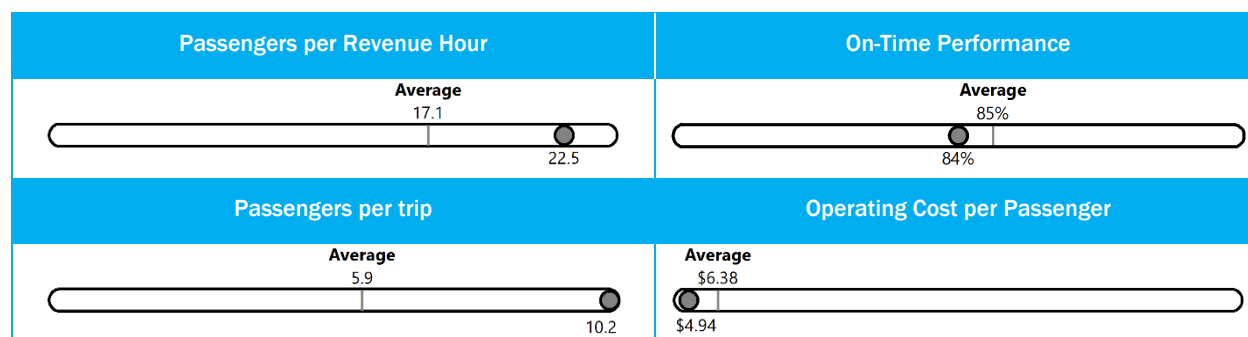 Passengers per Revenue Hour
On-Time Performance
Average
17.1
22.5
Average
85%
84%
Passengers per trip
Operating Cost per Passenger
Average
5.9
10.2
Average
$6.38
$4.94